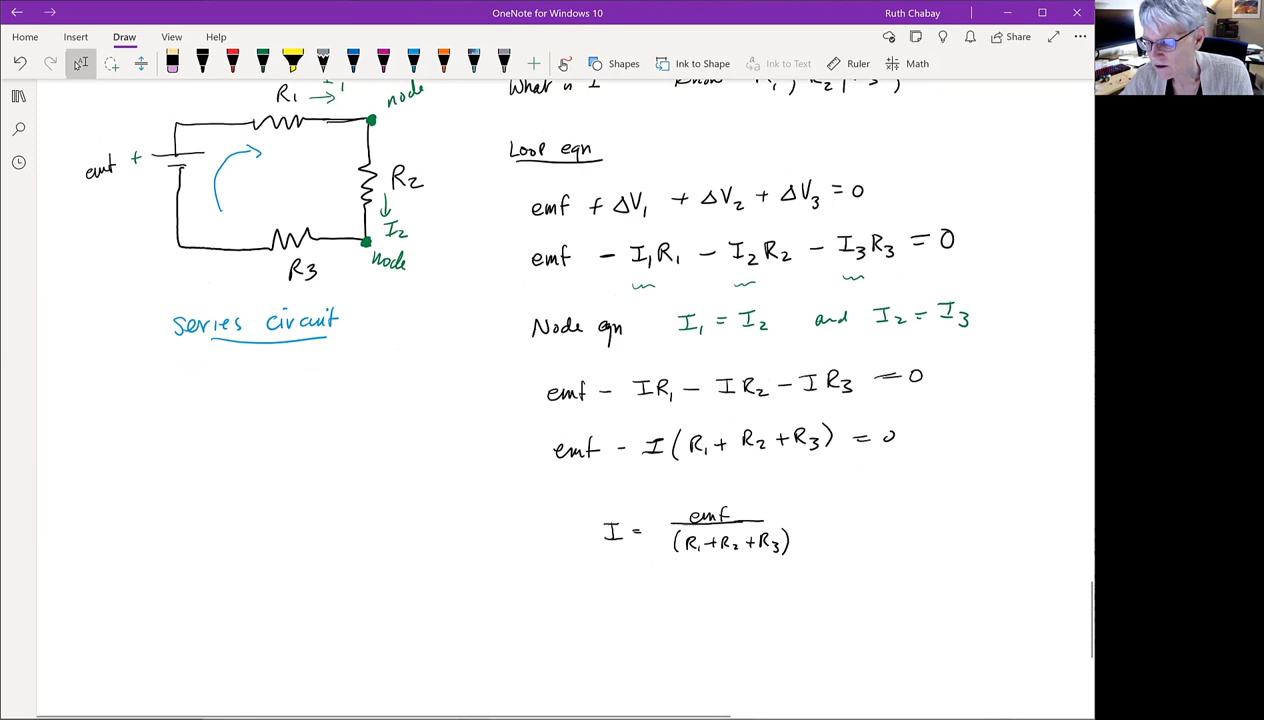 OneNote for Windows 10
Ruth Chabay
Home Insert Draw View Help
Share
Shapes Ink to Shape Ink to Text Ruler Math
R1 →
node
emf +
R2
I2
node
R3
series circuit
What is I
Loop eqn
emf + ΔV1 + ΔV2 + ΔV3 = 0
emf - I1R1 - I2R2 - I3R3 = 0
Node eqn I1 = I2 and I2 = I3
emf - IR1 - IR2 - IR3 = 0
emf - I(R1 + R2 + R3) = 0
I = emf
(R1+R2+R3)